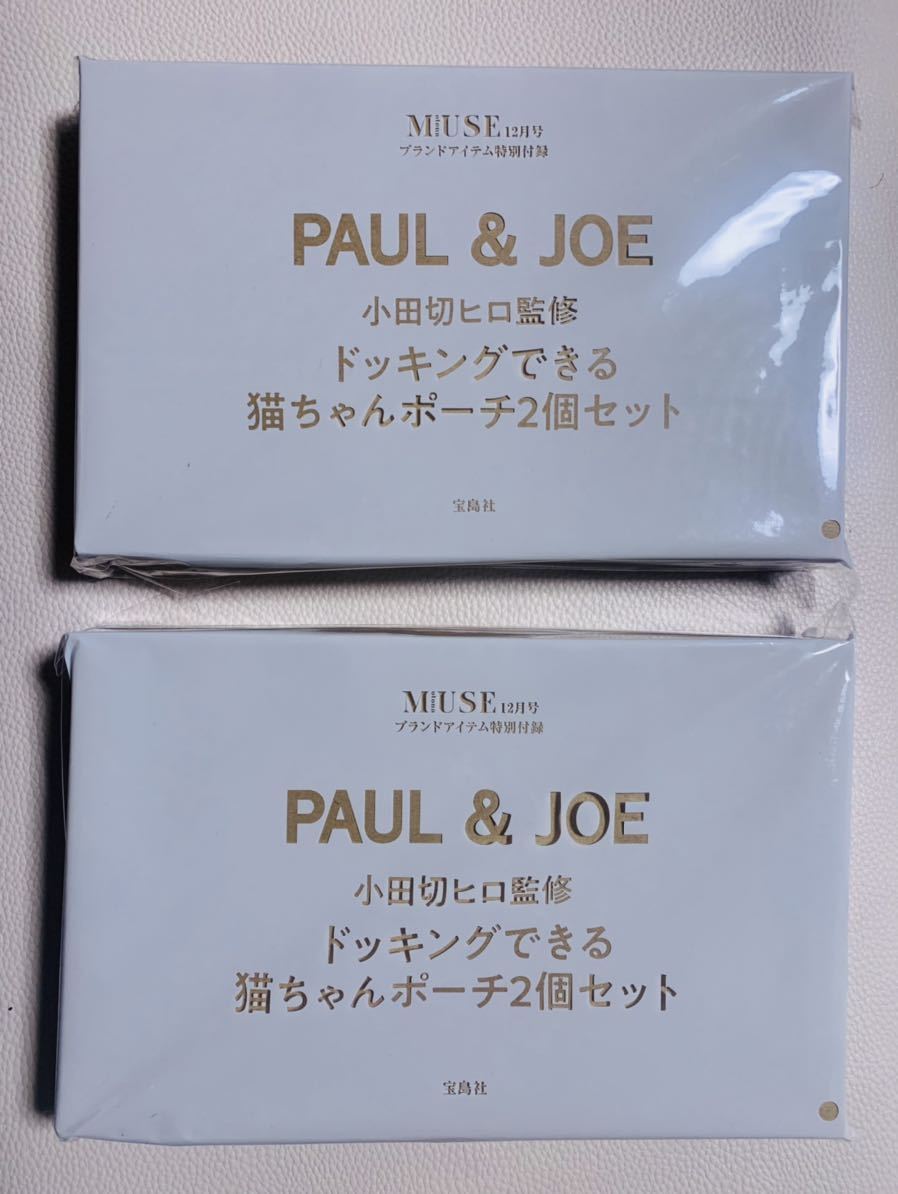 MUSE 12月号
ブランドアイテム特別付録
PAUL & JOE
小田切ヒロ監修
ドッキングできる
猫ちゃんポーチ2個セット
宝島社
MUSE 12月号
ブランドアイテム特別付録
PAUL & JOE
小田切ヒロ監修
ドッキングできる
猫ちゃんポーチ2個セット
宝島社